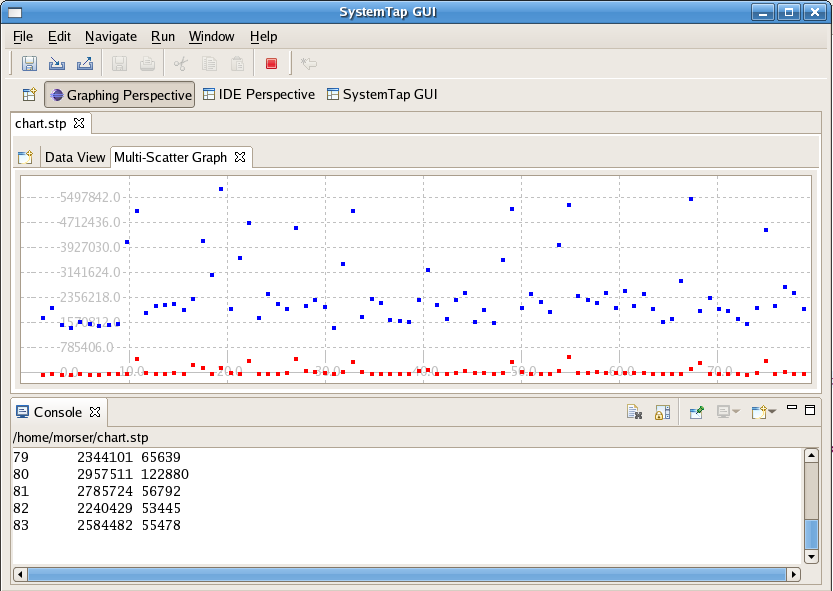 SystemTap GUI
File Edit Navigate Run Window Help
Graphing Perspective IDE Perspective SystemTap GUI
chart.stp
Data View Multi-Scatter Graph
5497842.0
4712436.0
3927030.0
3141624.0
2356218.0
1570812.0
785406.0
0.0 10.0 20.0 30.0 40.0 50.0 60.0 70.0
Console
/home/morser/chart.stp
79 2344101 65639
80 2957511 122880
81 2785724 56792
82 2240429 53445
83 2584482 55478